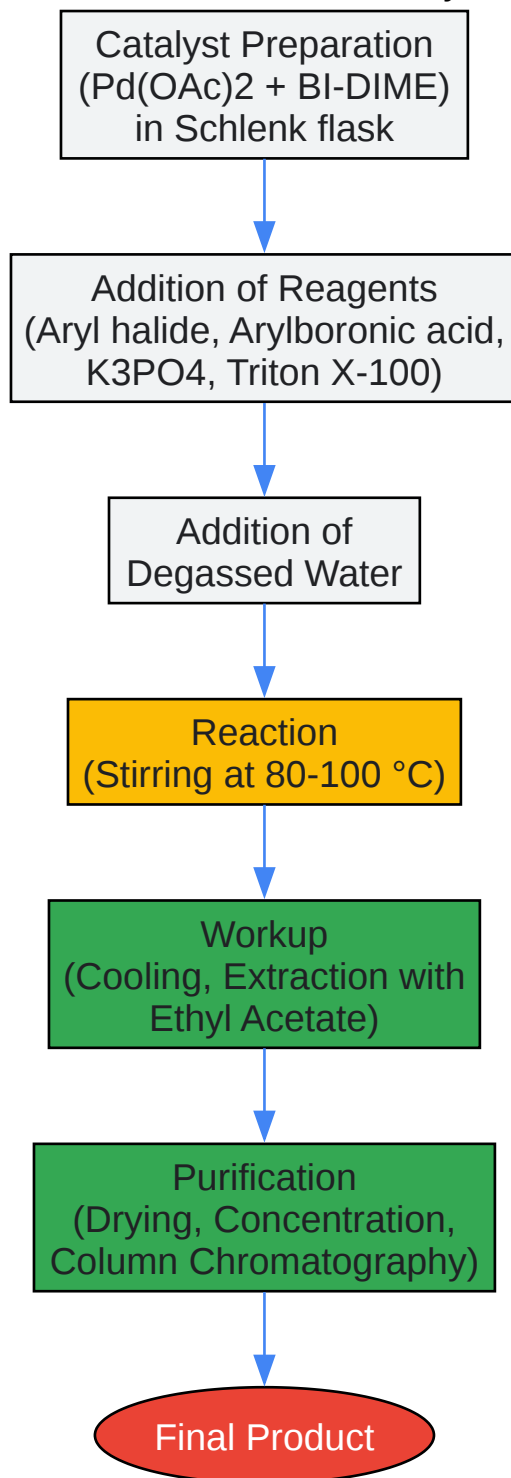 Catalyst Preparation
(Pd(OAc)2 + BI-DIME)
in Schlenk flask
Addition of Reagents
(Aryl halide, Arylboronic acid,
K3PO4, Triton X-100)
Addition of
Degassed Water
Reaction
(Stirring at 80-100 °C)
Workup
(Cooling, Extraction with
Ethyl Acetate)
Purification
(Drying, Concentration,
Column Chromatography)
Final Product